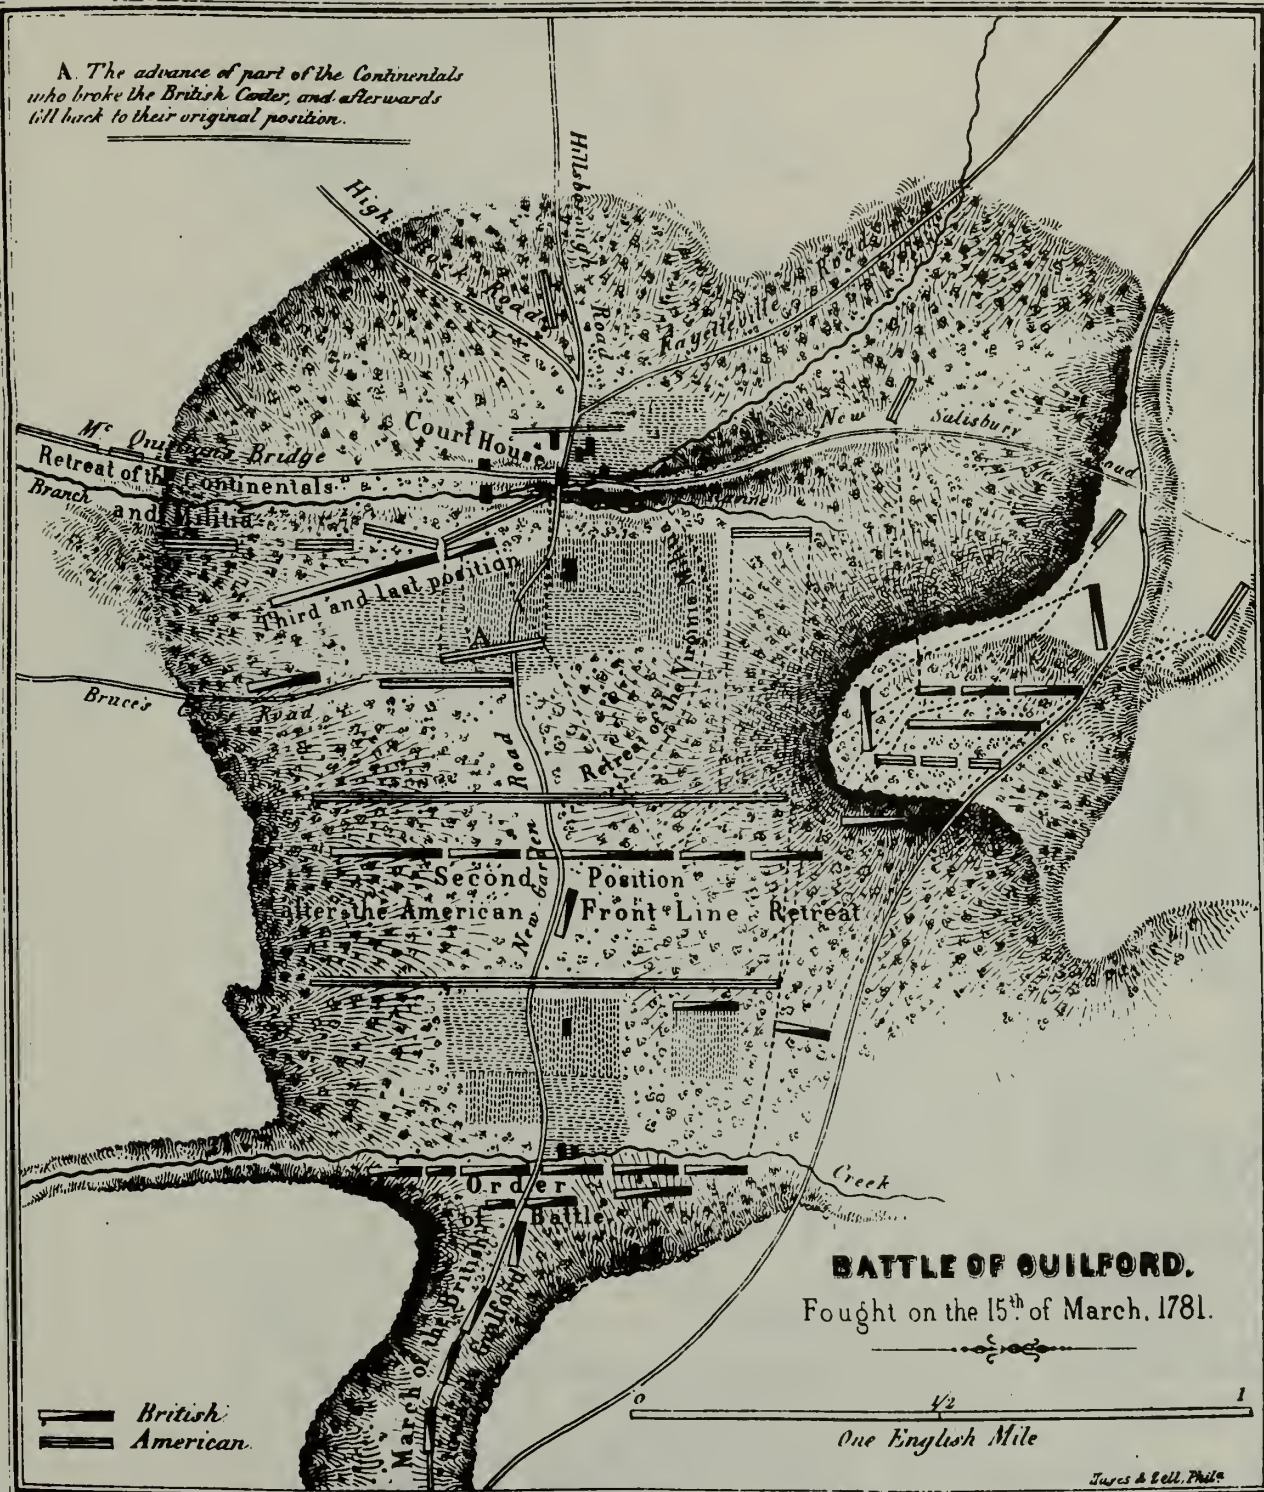 A. The advance of part of the Continentals
who broke the British Center, and afterwards
fell back to their original position.
Hillsborough Road
High Rock Road
Fayetteville Road
New Salisbury Road
Court House
Bridge
Retreat of the Continentals
and Militia
Branch
Ravine
Third and last position
A
Retreat of the Virginia Militia
Bruce's Road
New Garden Road
Second Position
after the American Front Line Retreat
Creek
Order
of Battle
March of the British
Guilford
BATTLE OF GUILFORD.
Fought on the 15th of March, 1781.
British
American
0 1/2 1
One English Mile